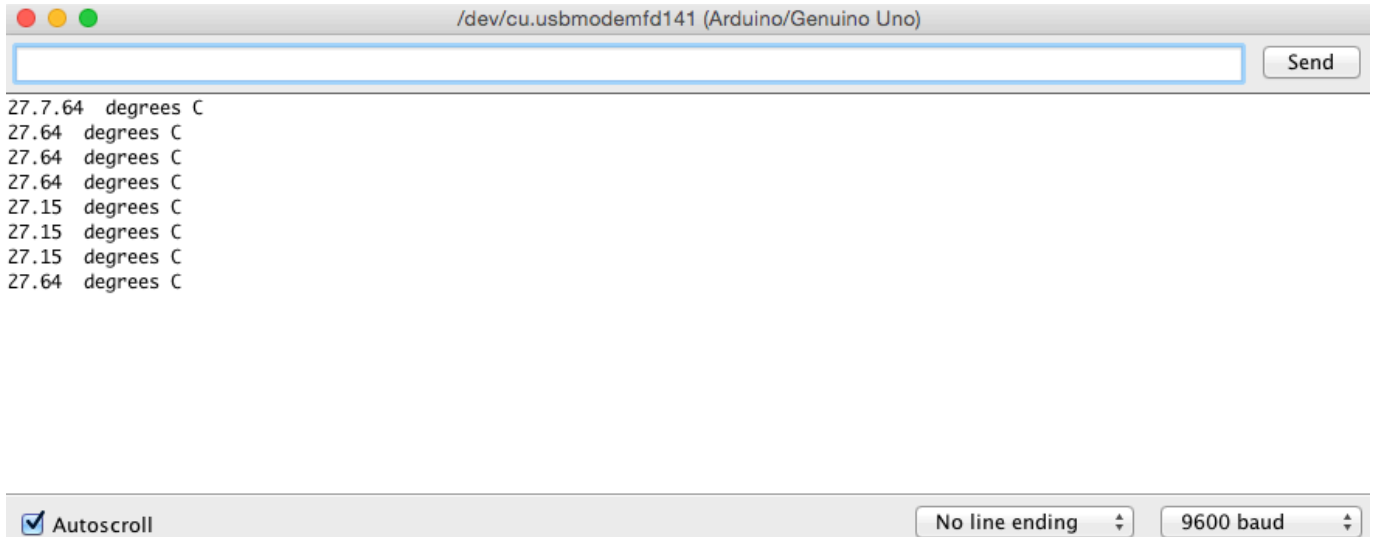 /dev/cu.usbmodemfd141 (Arduino/Genuino Uno)
Send
27.7.64  degrees C
27.64  degrees C
27.64  degrees C
27.64  degrees C
27.15  degrees C
27.15  degrees C
27.15  degrees C
27.64  degrees C
Autoscroll No line ending 9600 baud